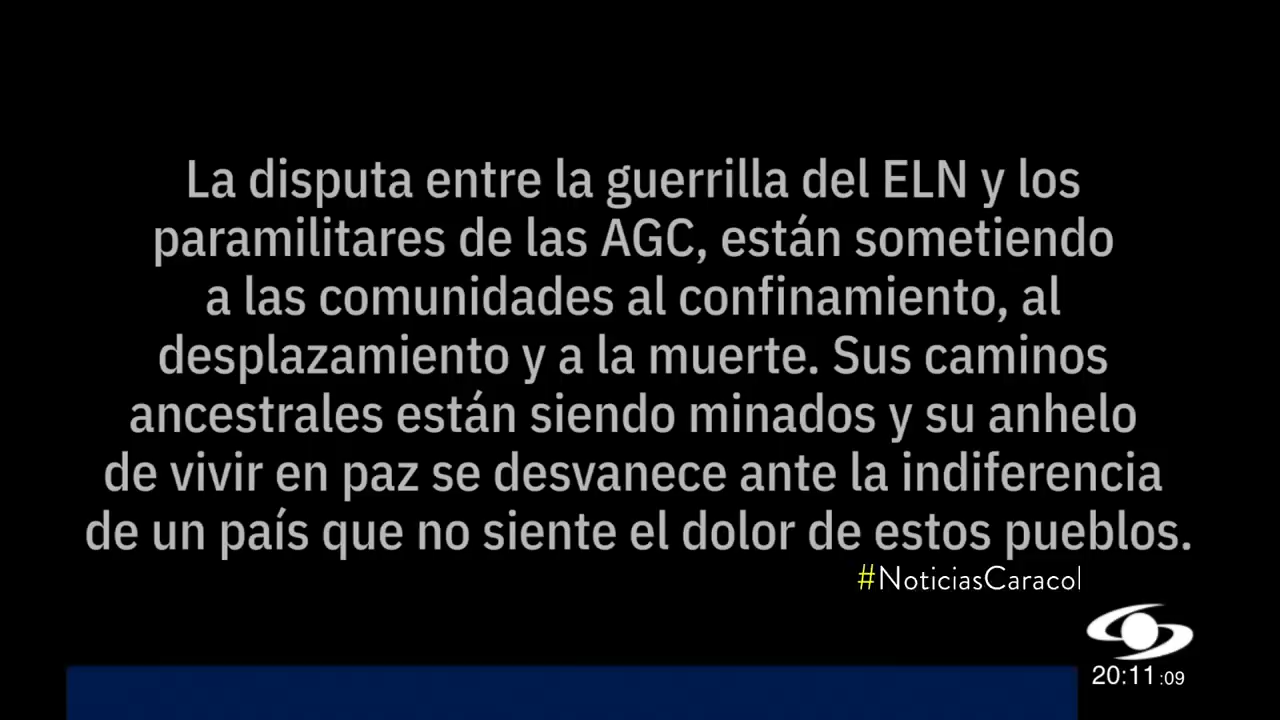 La disputa entre la guerrilla del ELN y los
paramilitares de las AGC, están sometiendo
a las comunidades al confinamiento, al
desplazamiento y a la muerte. Sus caminos
ancestrales están siendo minados y su anhelo
de vivir en paz se desvanece ante la indiferencia
de un país que no siente el dolor de estos pueblos.
#NoticiasCaracol
20:11:09